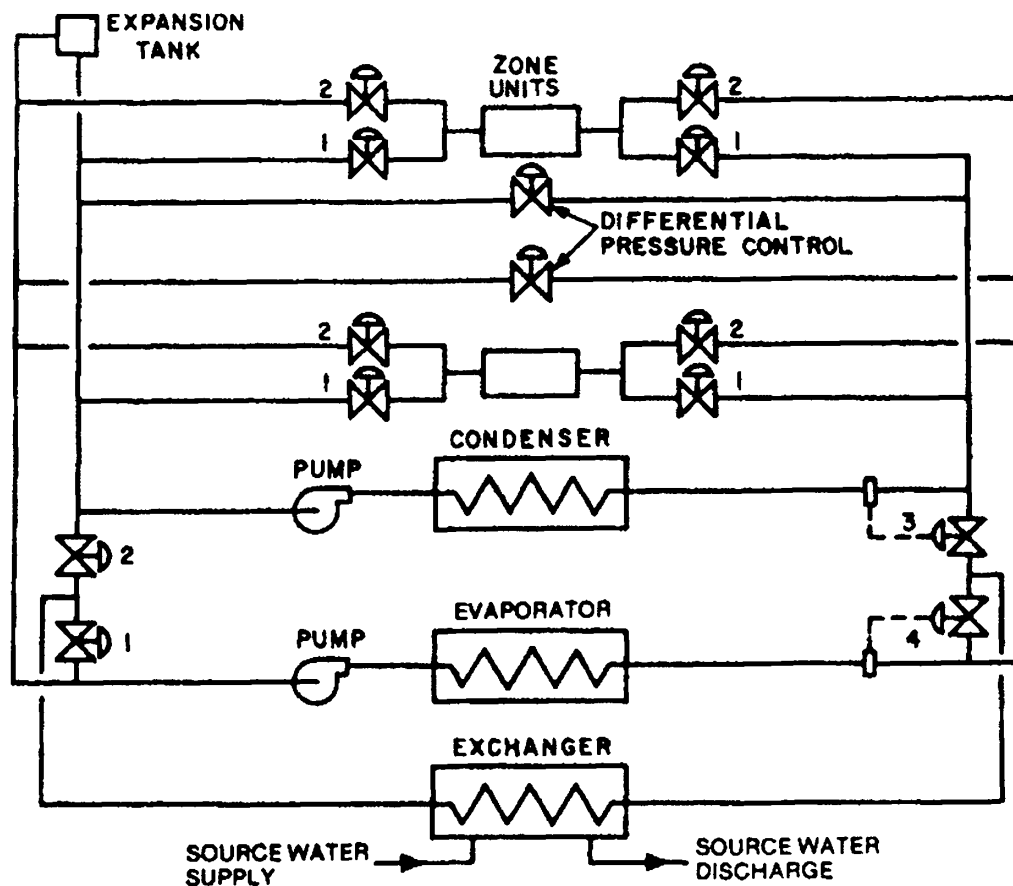 EXPANSION
TANK
ZONE
UNITS
2
2
1
1
DIFFERENTIAL
PRESSURE CONTROL
2
2
1
1
CONDENSER
PUMP
3
2
EVAPORATOR
PUMP
1
4
EXCHANGER
SOURCE WATER
SUPPLY
SOURCE WATER
DISCHARGE